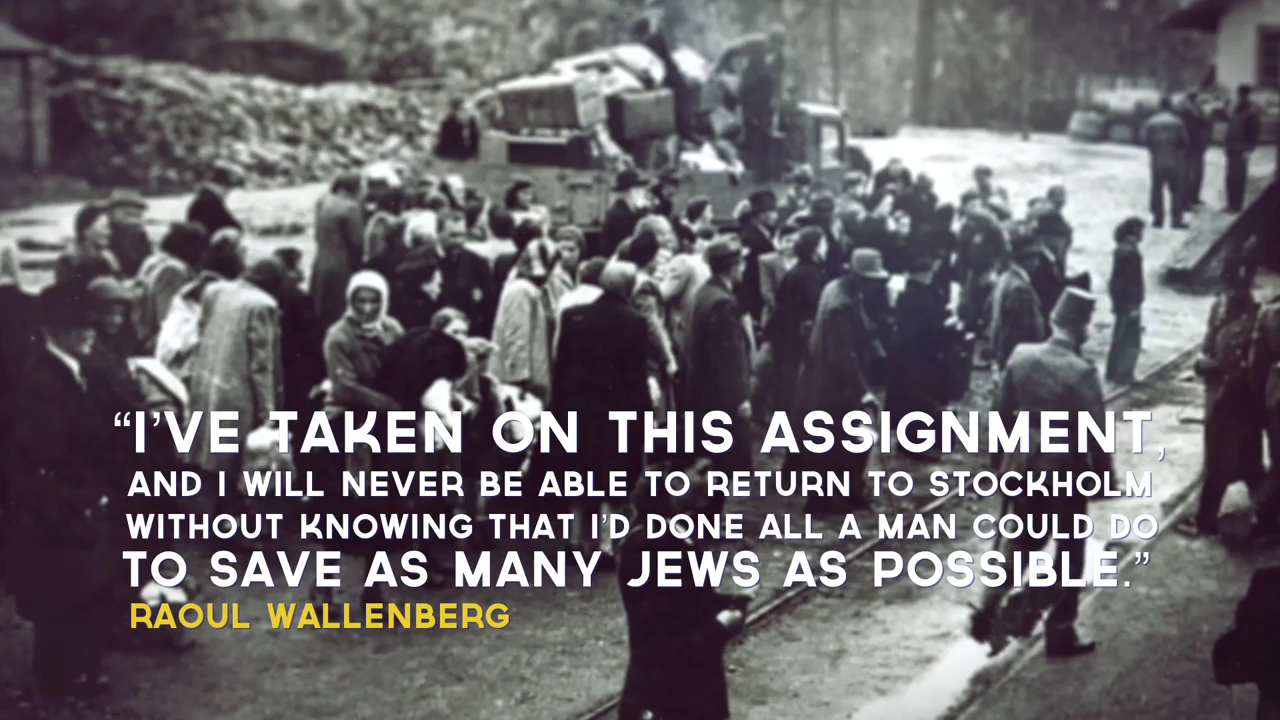 “I’VE TAKEN ON THIS ASSIGNMENT,
AND I WILL NEVER BE ABLE TO RETURN TO STOCKHOLM
WITHOUT KNOWING THAT I’D DONE ALL A MAN COULD DO
TO SAVE AS MANY JEWS AS POSSIBLE.”
RAOUL WALLENBERG